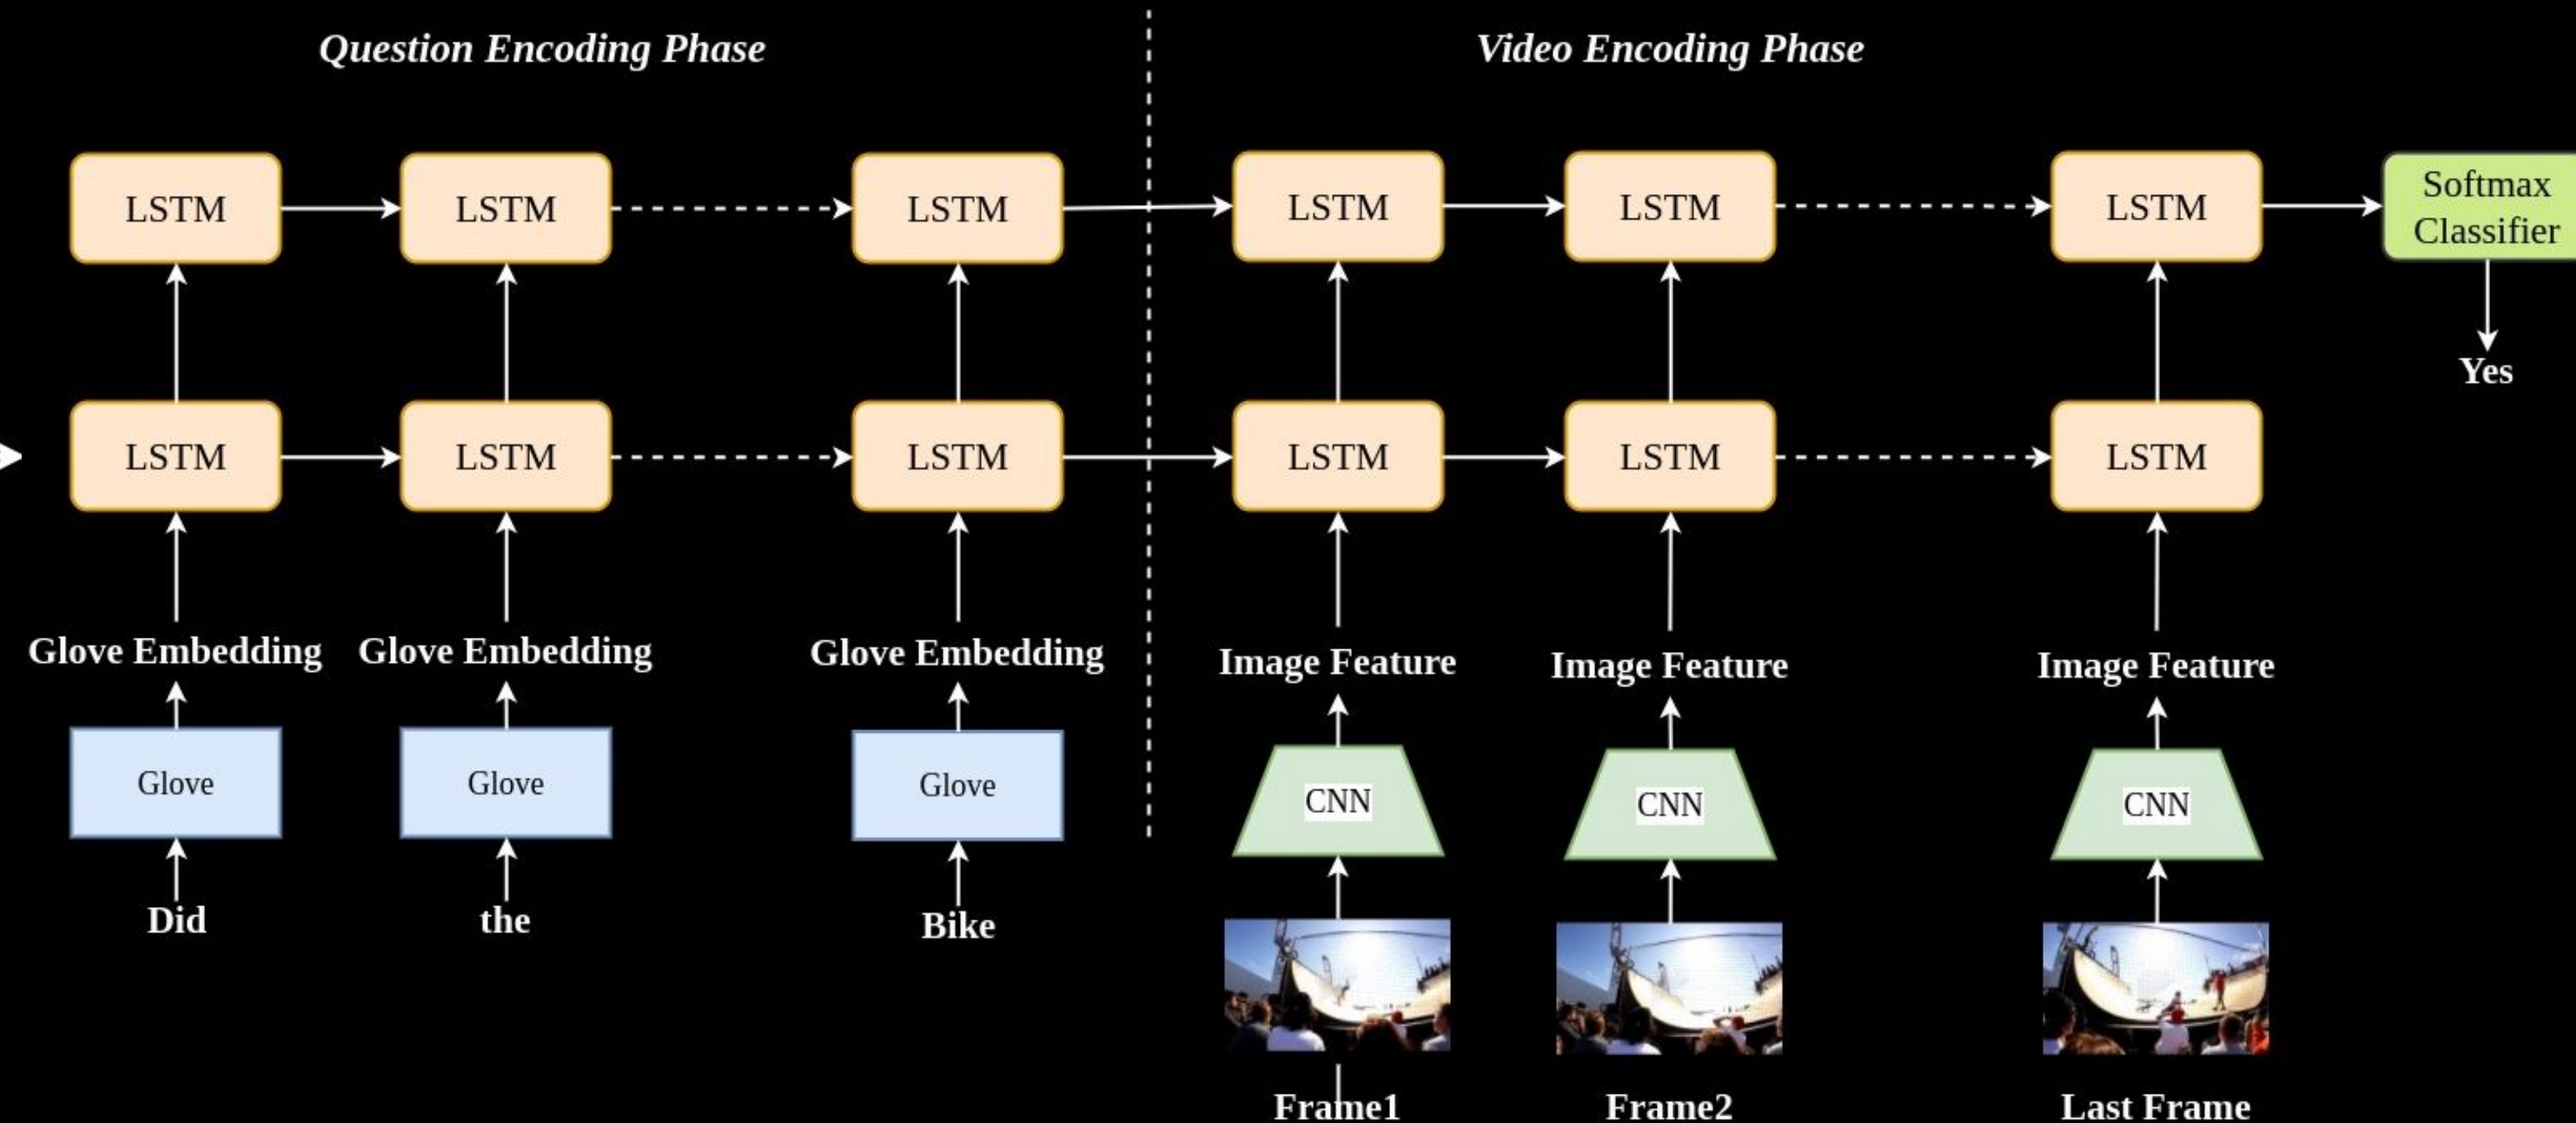 Question Encoding Phase
Video Encoding Phase
LSTM LSTM LSTM LSTM LSTM LSTM
Softmax
Classifier
Yes
LSTM LSTM LSTM LSTM LSTM LSTM
Glove Embedding Glove Embedding Glove Embedding Image Feature Image Feature Image Feature
Glove Glove Glove CNN CNN CNN
Did the Bike
Frame1 Frame2 Last Frame